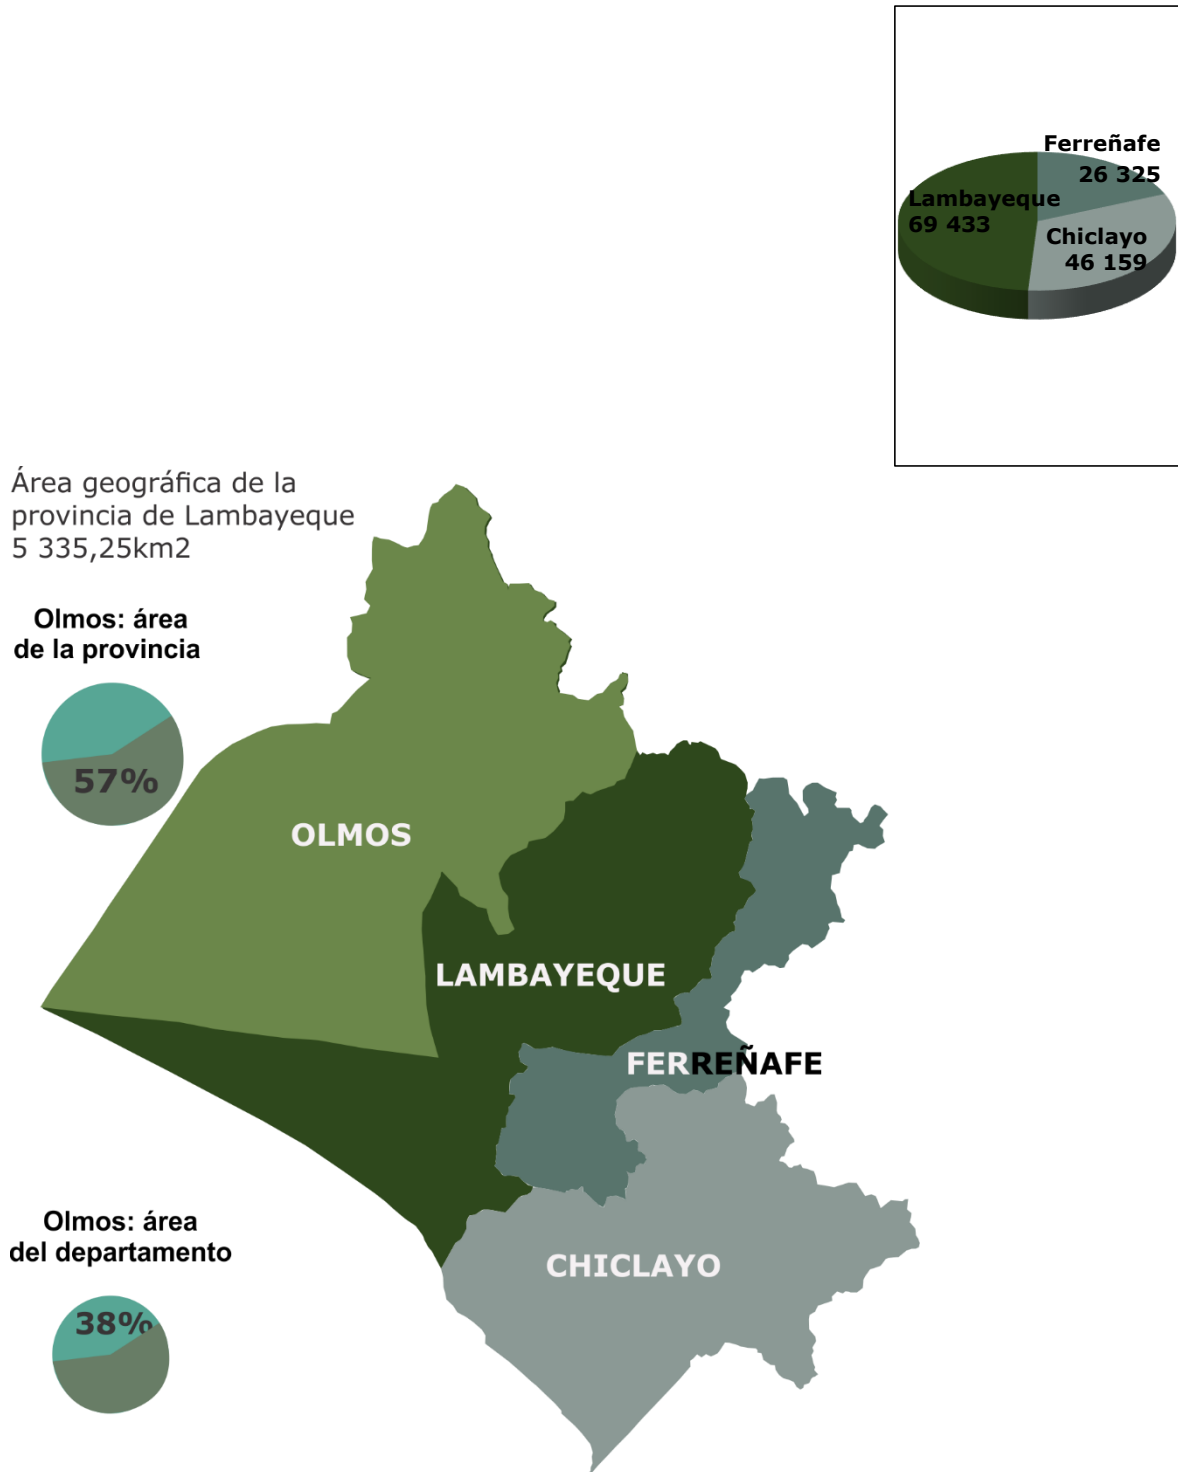 Ferreñafe
26 325
Lambayeque
69 433
Chiclayo
46 159
Área geográfica de la
provincia de Lambayeque
5 335,25km2
Olmos: área
de la provincia
57%
OLMOS
LAMBAYEQUE
FERREÑAFE
Olmos: área
del departamento
38%
CHICLAYO